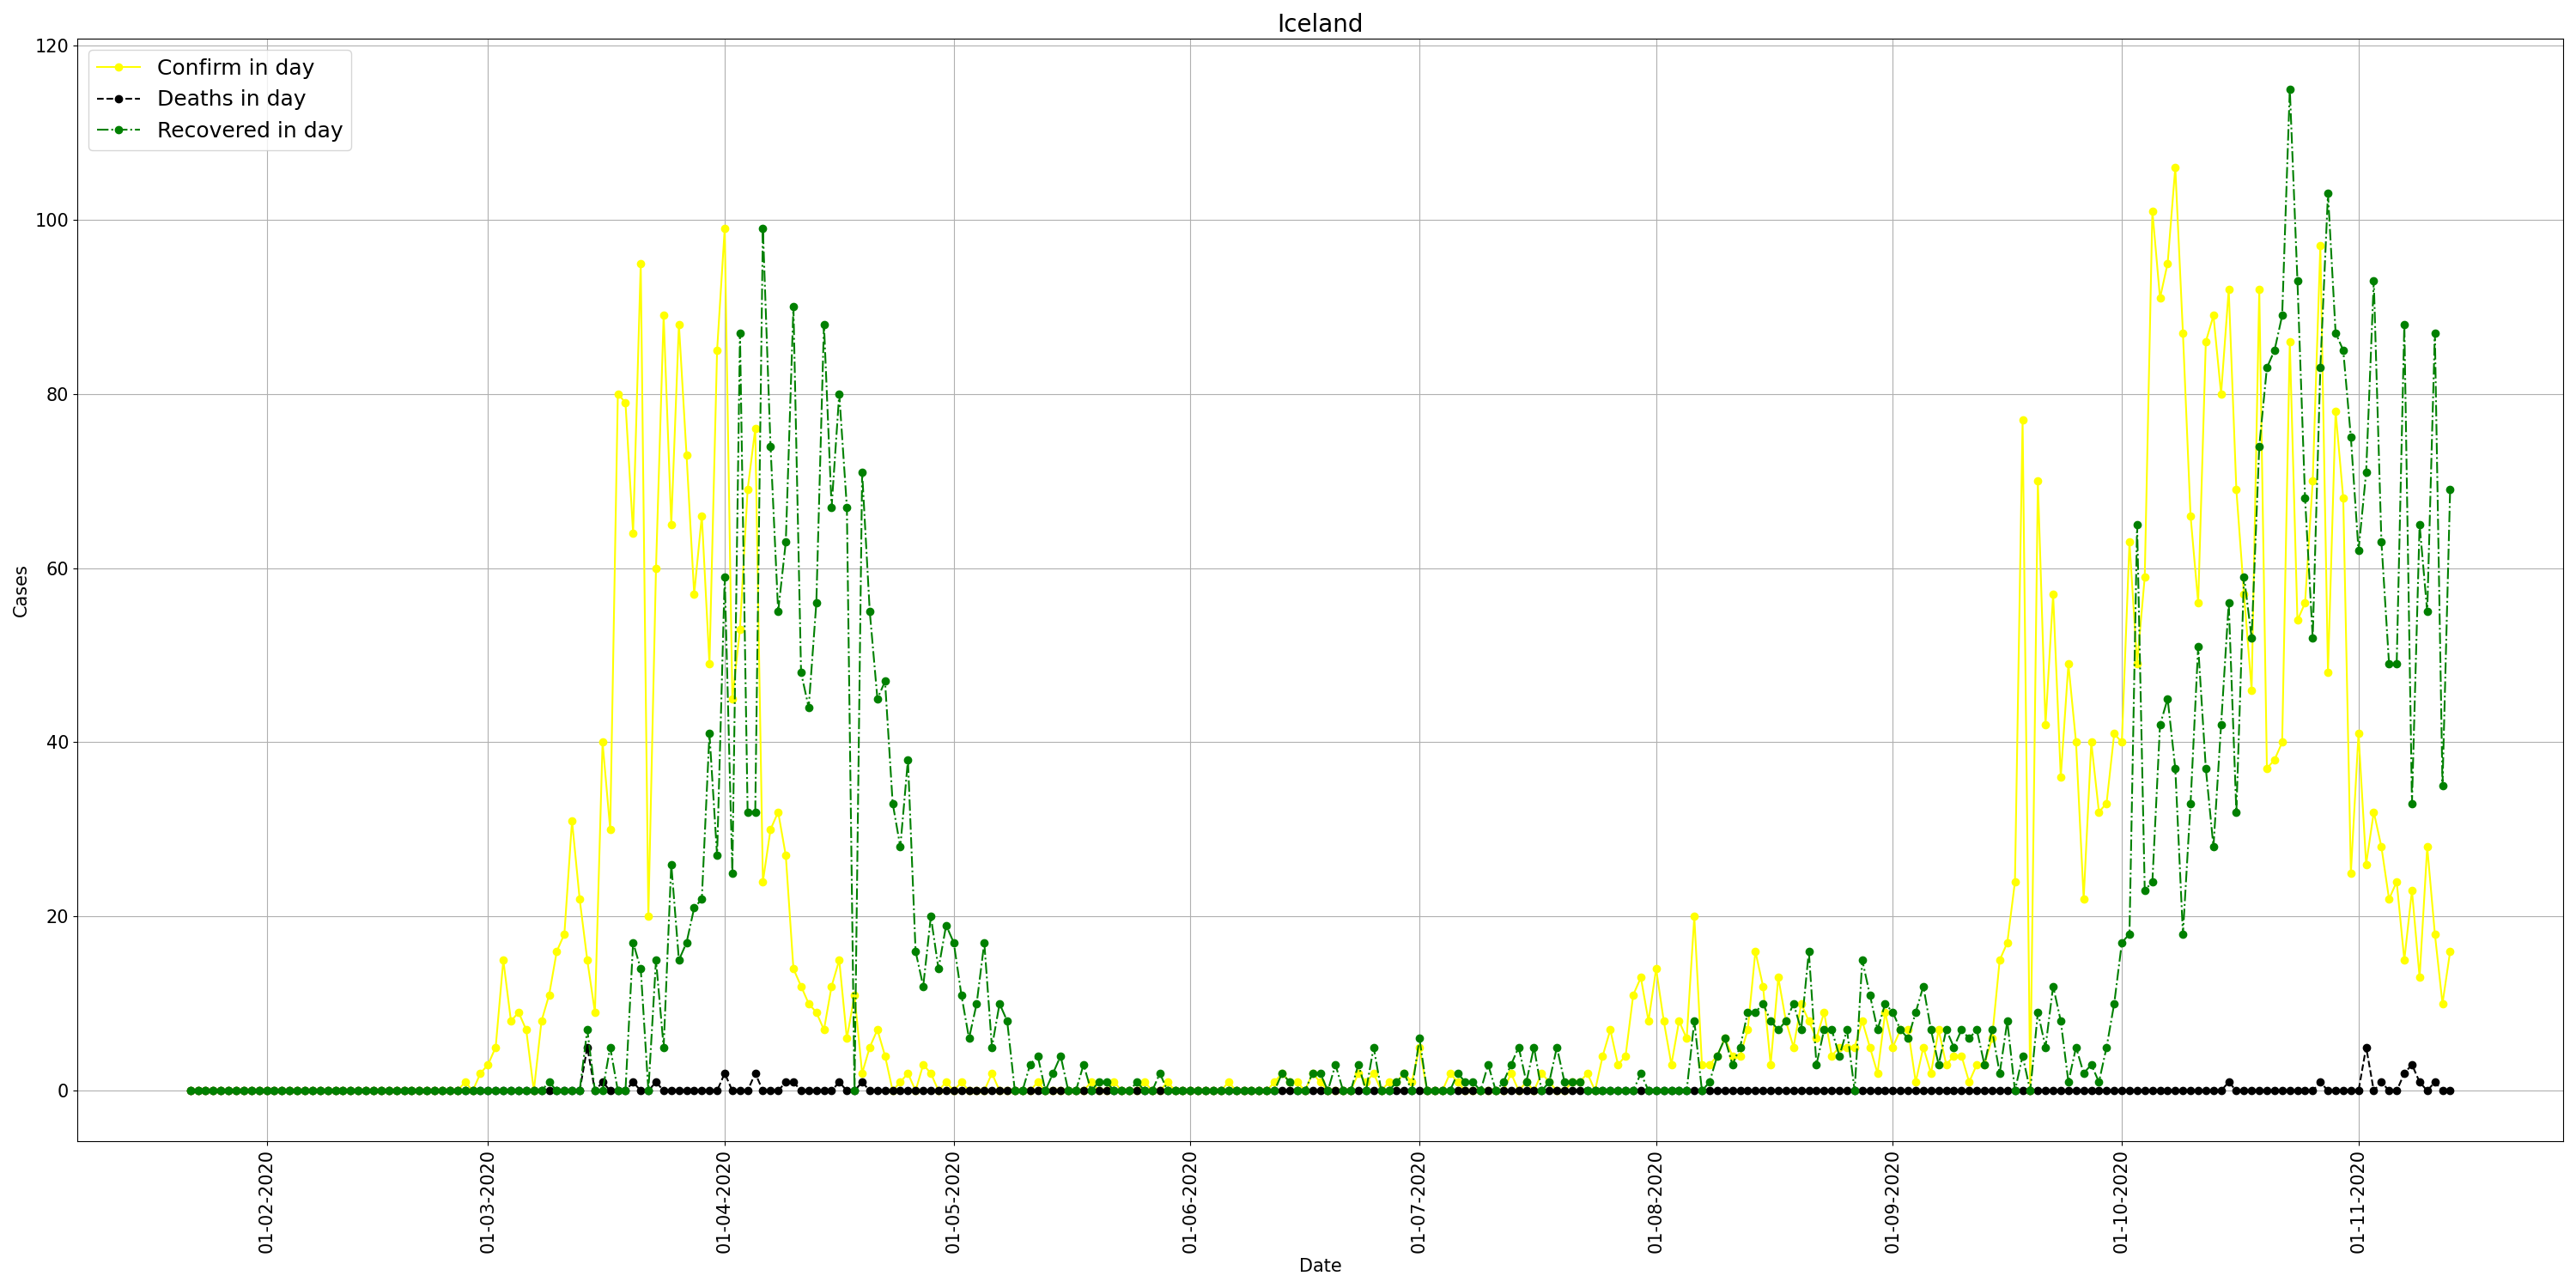 Iceland
Confirm in day
Deaths in day
Recovered in day
120
100
80
60
40
20
0
Cases
01-02-2020
01-03-2020
01-04-2020
01-05-2020
01-06-2020
01-07-2020
01-08-2020
01-09-2020
01-10-2020
01-11-2020
Date